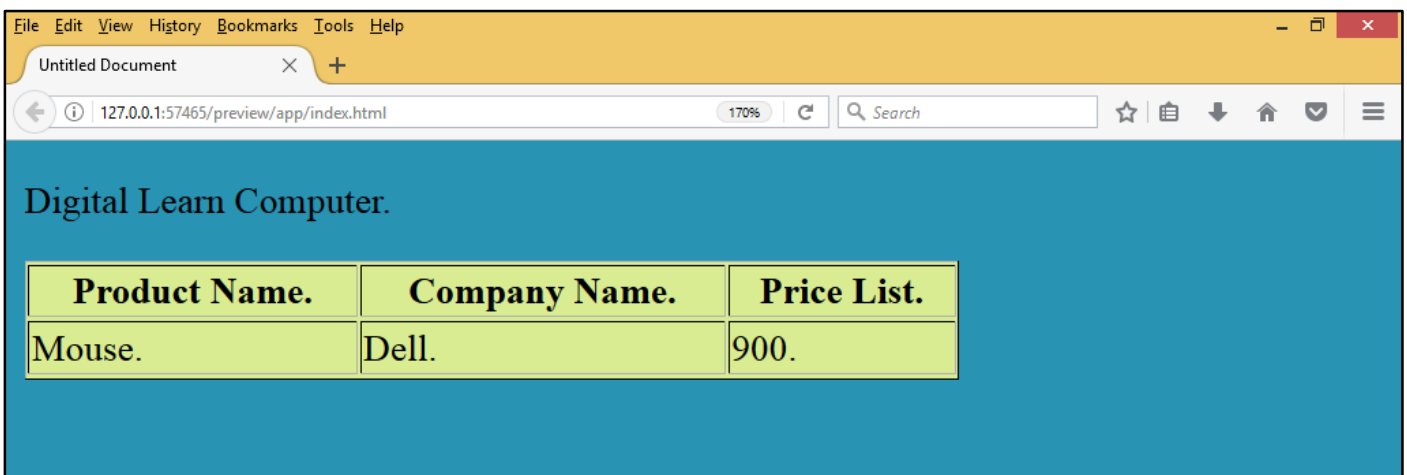 File Edit View History Bookmarks Tools Help
Untitled Document
127.0.0.1:57465/preview/app/index.html 170% Search
Digital Learn Computer.
Product Name. Company Name. Price List.
Mouse. Dell. 900.